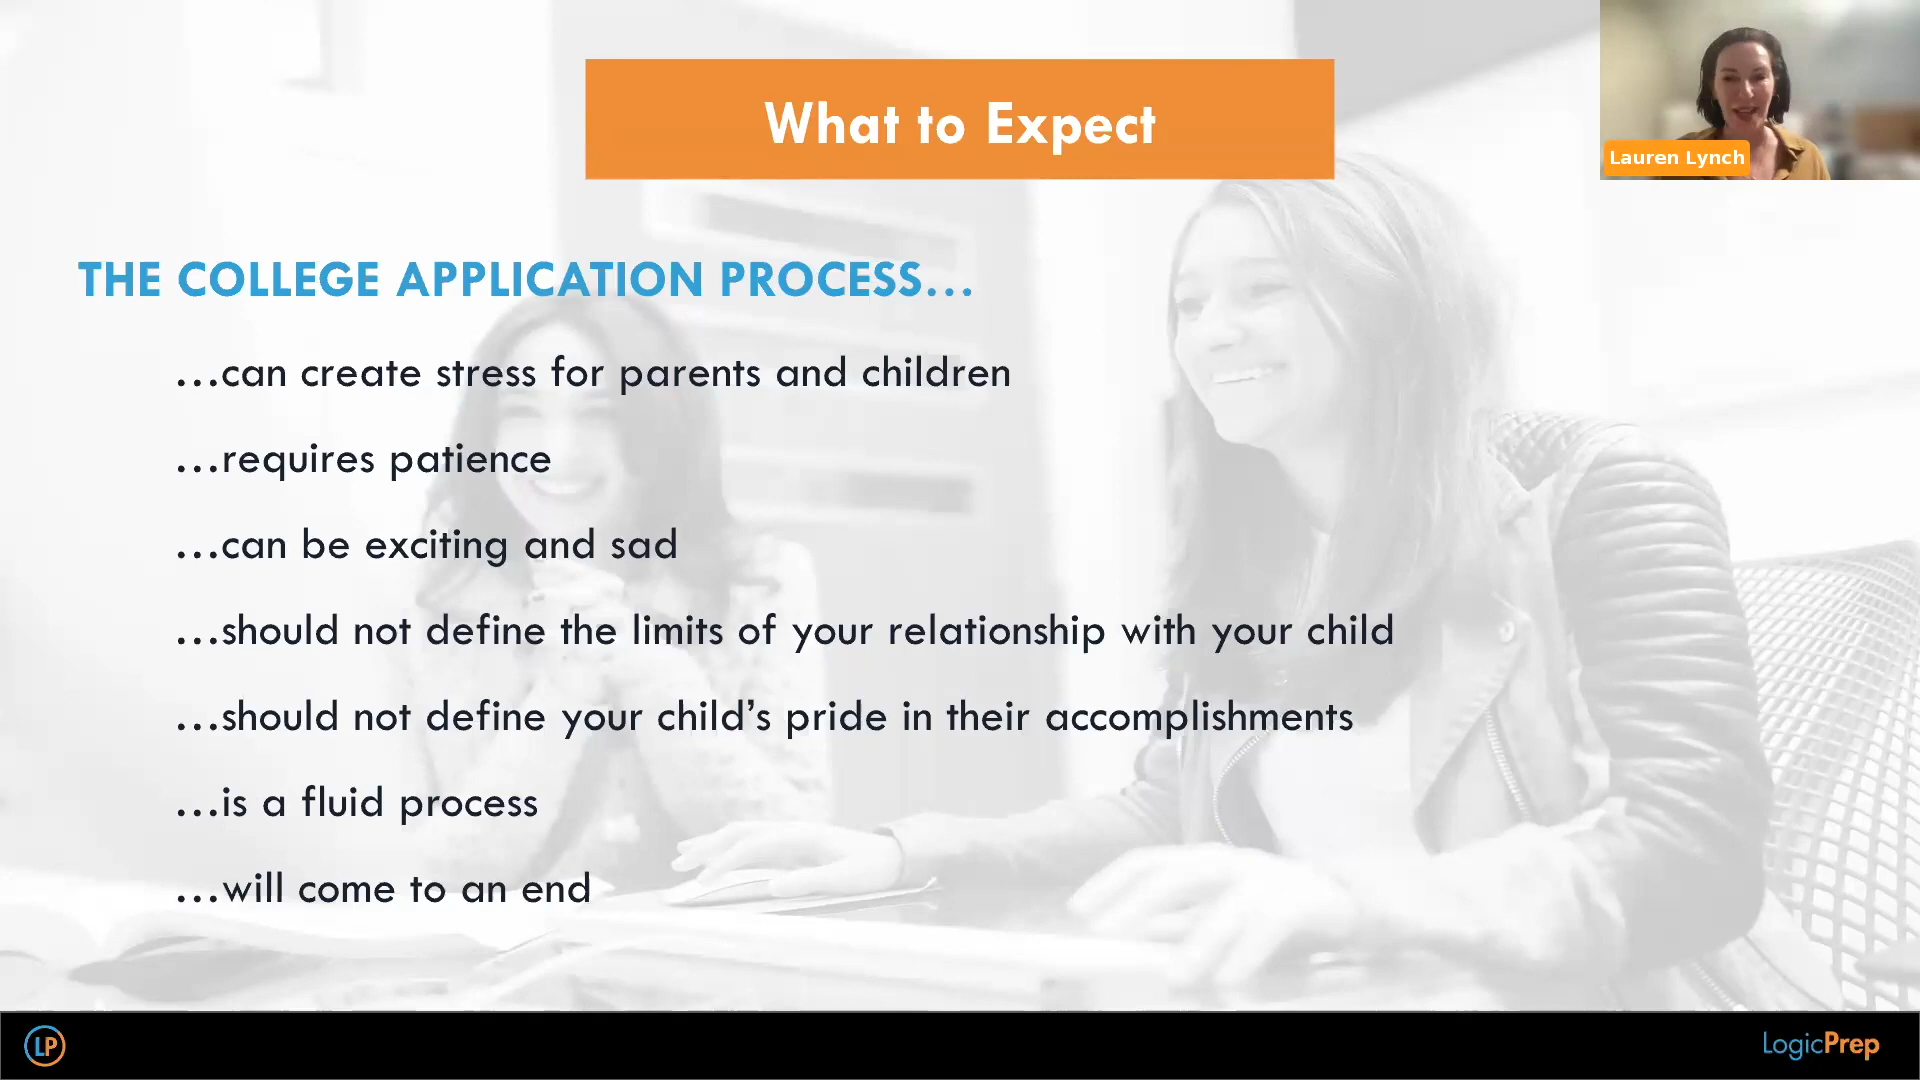 What to Expect
Lauren Lynch
THE COLLEGE APPLICATION PROCESS…
…can create stress for parents and children
…requires patience
…can be exciting and sad
…should not define the limits of your relationship with your child
…should not define your child’s pride in their accomplishments
…is a fluid process
…will come to an end
LP
LogicPrep